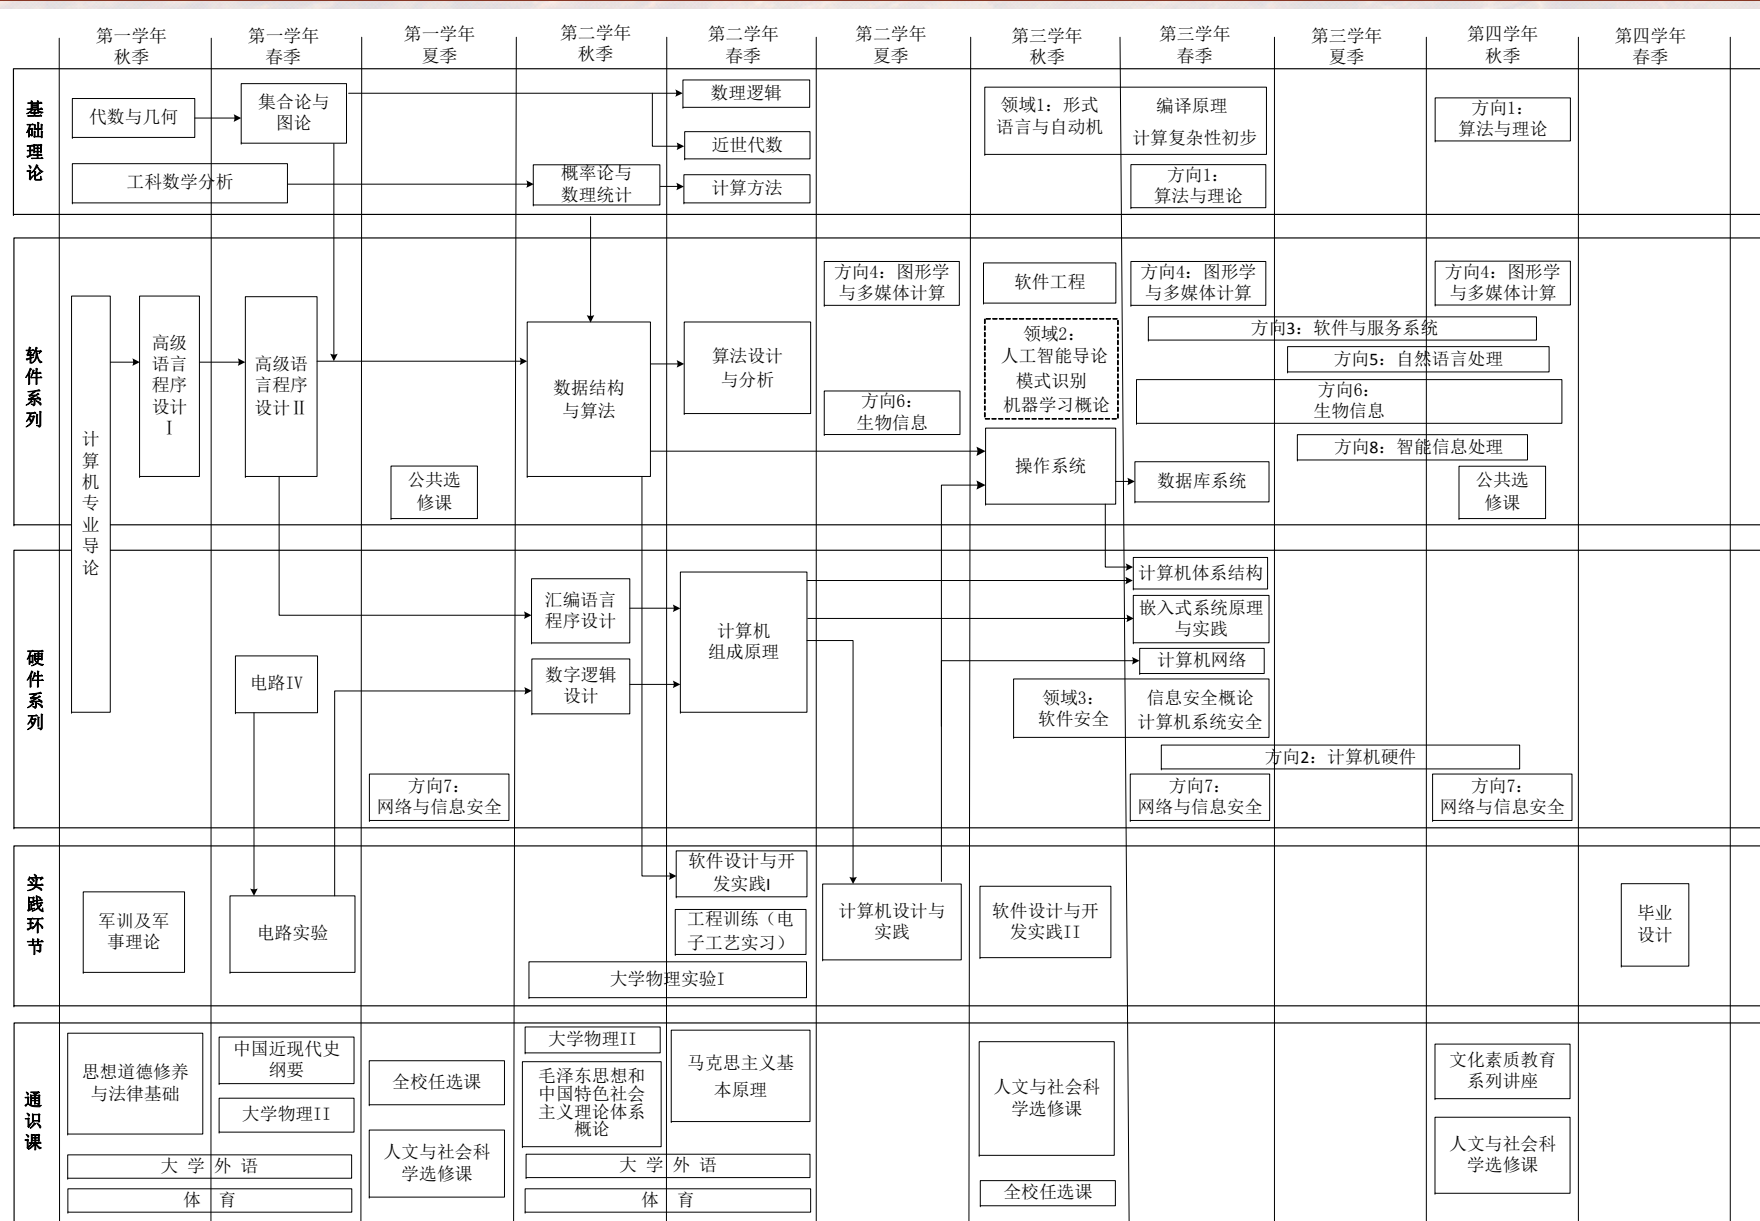 第一学年
秋季
第一学年
春季
第一学年
夏季
第二学年
秋季
第二学年
春季
第二学年
夏季
第三学年
秋季
第三学年
春季
第三学年
夏季
第四学年
秋季
第四学年
春季
基础理论
代数与几何
集合论与
图论
工科数学分析
概率论与
数理统计
数理逻辑
近世代数
计算方法
领域1：形式
语言与自动机
编译原理
计算复杂性初步
方向1：
算法与理论
方向1：
算法与理论
软件系列
计算机专业导论
高级
语言
程序
设计
I
高级语
言程序
设计Ⅱ
公共选
修课
数据结构
与算法
算法设计
与分析
方向4：图形学
与多媒体计算
方向6：
生物信息
软件工程
领域2：
人工智能导论
模式识别
机器学习概论
操作系统
方向4：图形学
与多媒体计算
方向3：软件与服务系统
方向5：自然语言处理
方向6：
生物信息
方向8：智能信息处理
数据库系统
方向4：图形学
与多媒体计算
公共选
修课
硬件系列
电路IV
方向7：
网络与信息安全
汇编语言
程序设计
数字逻辑
设计
计算机
组成原理
计算机体系结构
嵌入式系统原理
与实践
计算机网络
领域3：
软件安全
信息安全概论
计算机系统安全
方向2：计算机硬件
方向7：
网络与信息安全
方向7：
网络与信息安全
实践环节
军训及军
事理论
电路实验
软件设计与开
发实践I
工程训练（电
子工艺实习）
大学物理实验I
计算机设计与
实践
软件设计与开
发实践II
毕业
设计
通识课
思想道德修养
与法律基础
中国近现代史
纲要
大学物理II
大 学 外 语
体 育
全校任选课
人文与社会科
学选修课
大学物理II
毛泽东思想和
中国特色社会
主义理论体系
概论
马克思主义基
本原理
大 学 外 语
体 育
人文与社会科
学选修课
全校任选课
文化素质教育
系列讲座
人文与社会科
学选修课